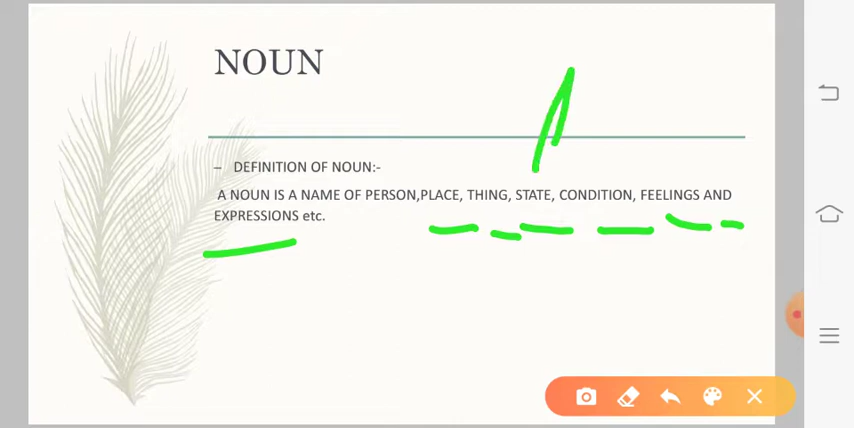 NOUN
– DEFINITION OF NOUN:-
A NOUN IS A NAME OF PERSON,PLACE, THING, STATE, CONDITION, FEELINGS AND
EXPRESSIONS etc.